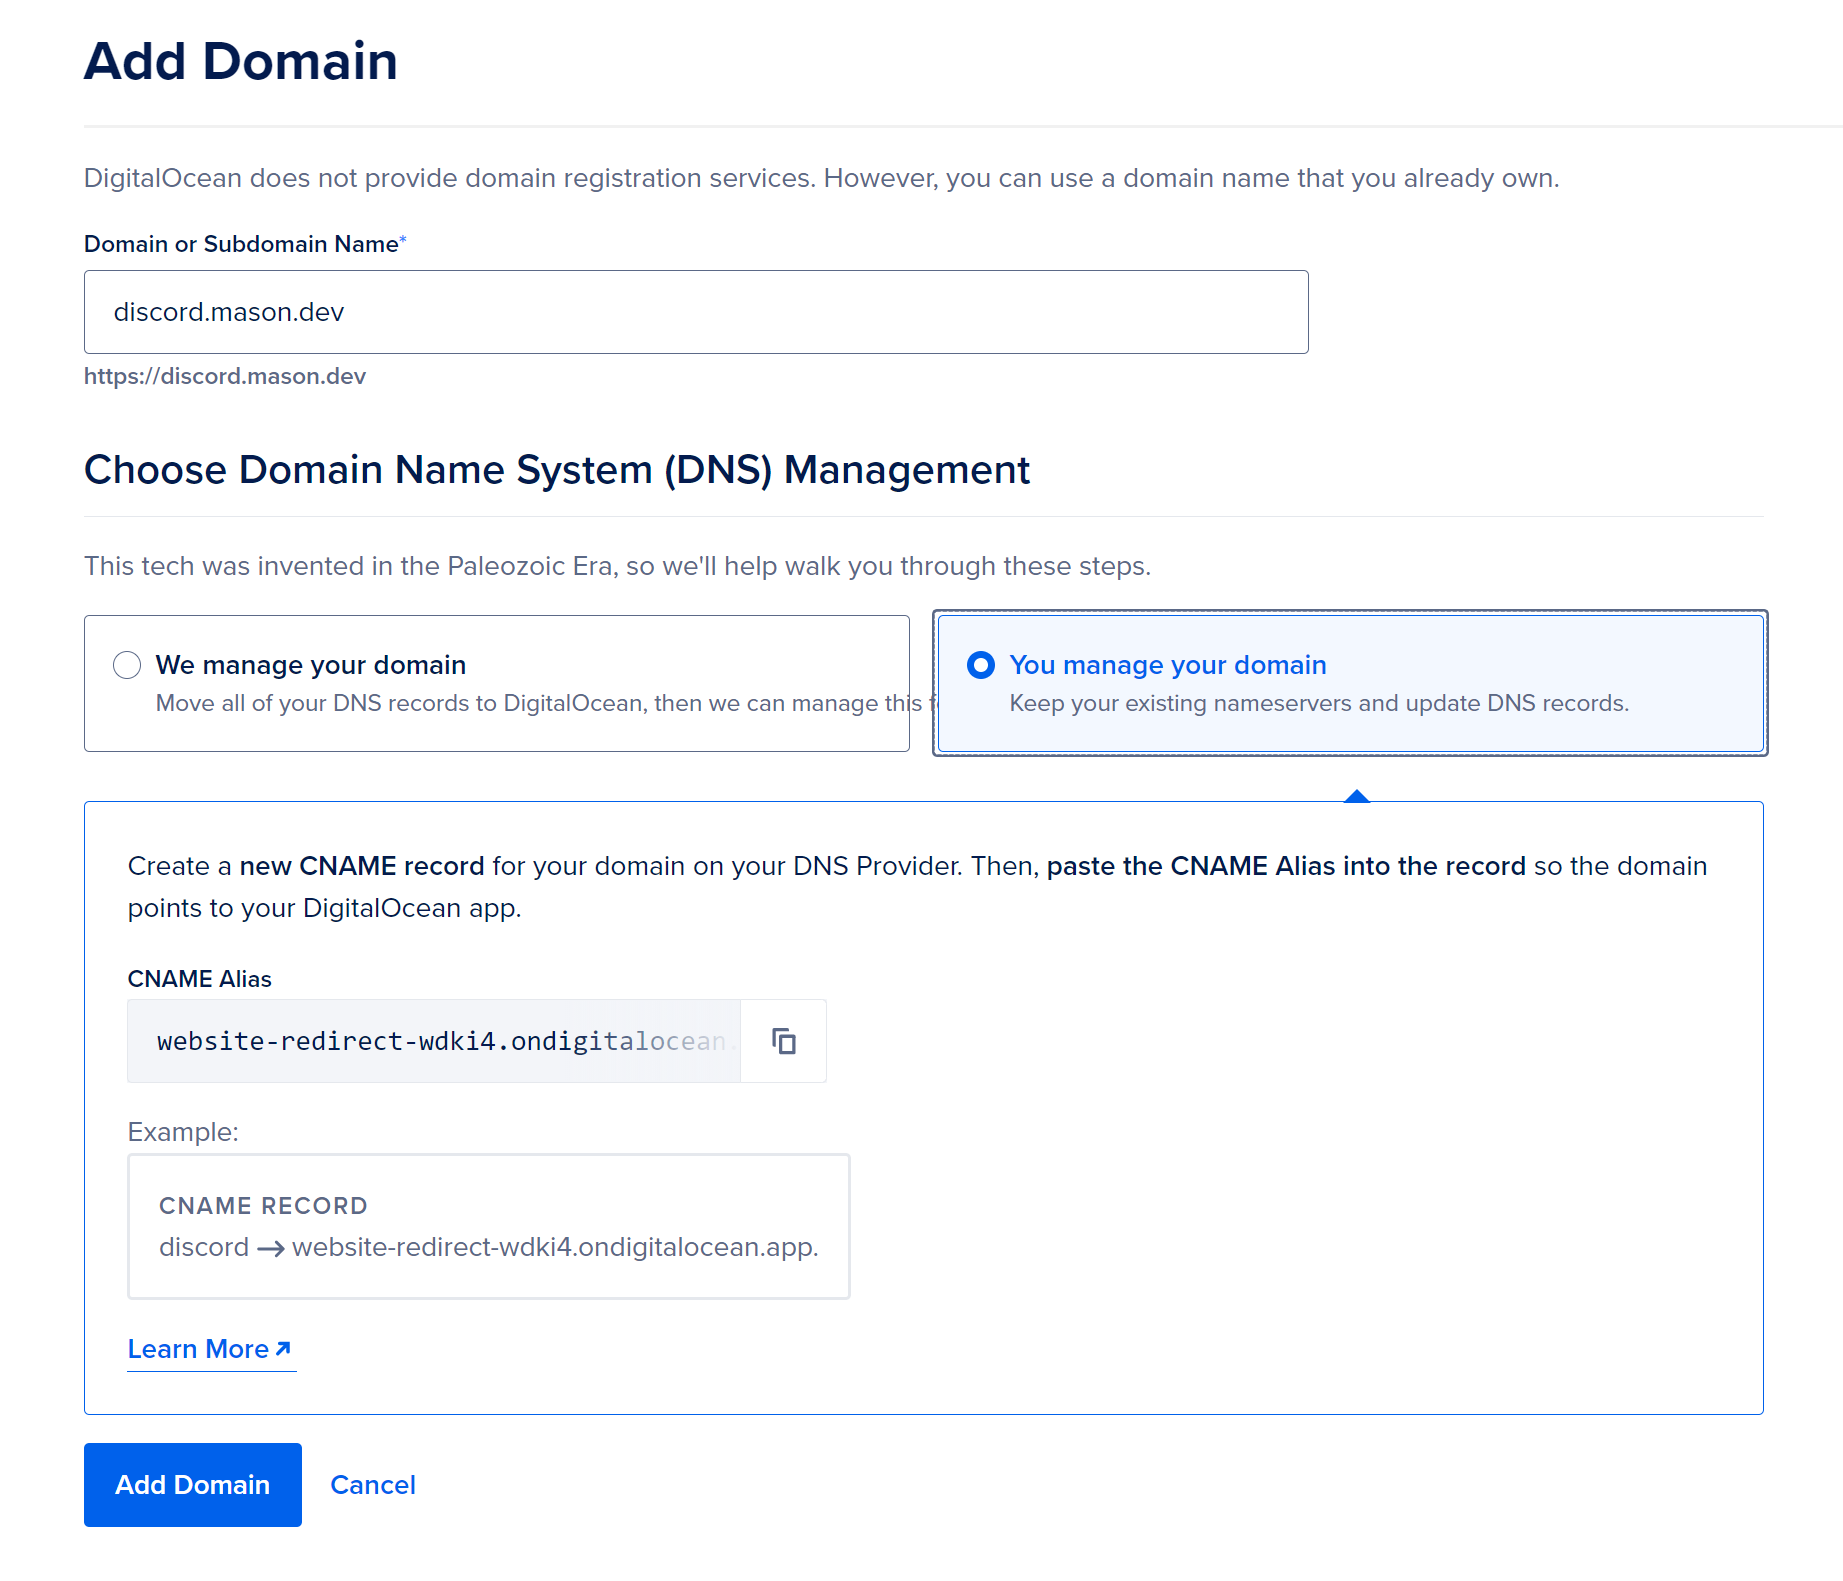 Add Domain
DigitalOcean does not provide domain registration services. However, you can use a domain name that you already own.
Domain or Subdomain Name*
discord.mason.dev
https://discord.mason.dev
Choose Domain Name System (DNS) Management
This tech was invented in the Paleozoic Era, so we'll help walk you through these steps.
We manage your domain
Move all of your DNS records to DigitalOcean, then we can manage this
You manage your domain
Keep your existing nameservers and update DNS records.
Create a new CNAME record for your domain on your DNS Provider. Then, paste the CNAME Alias into the record so the domain
points to your DigitalOcean app.
CNAME Alias
website-redirect-wdki4.ondigitalocean.
Example:
CNAME RECORD
discord → website-redirect-wdki4.ondigitalocean.app.
Learn More
Add Domain
Cancel